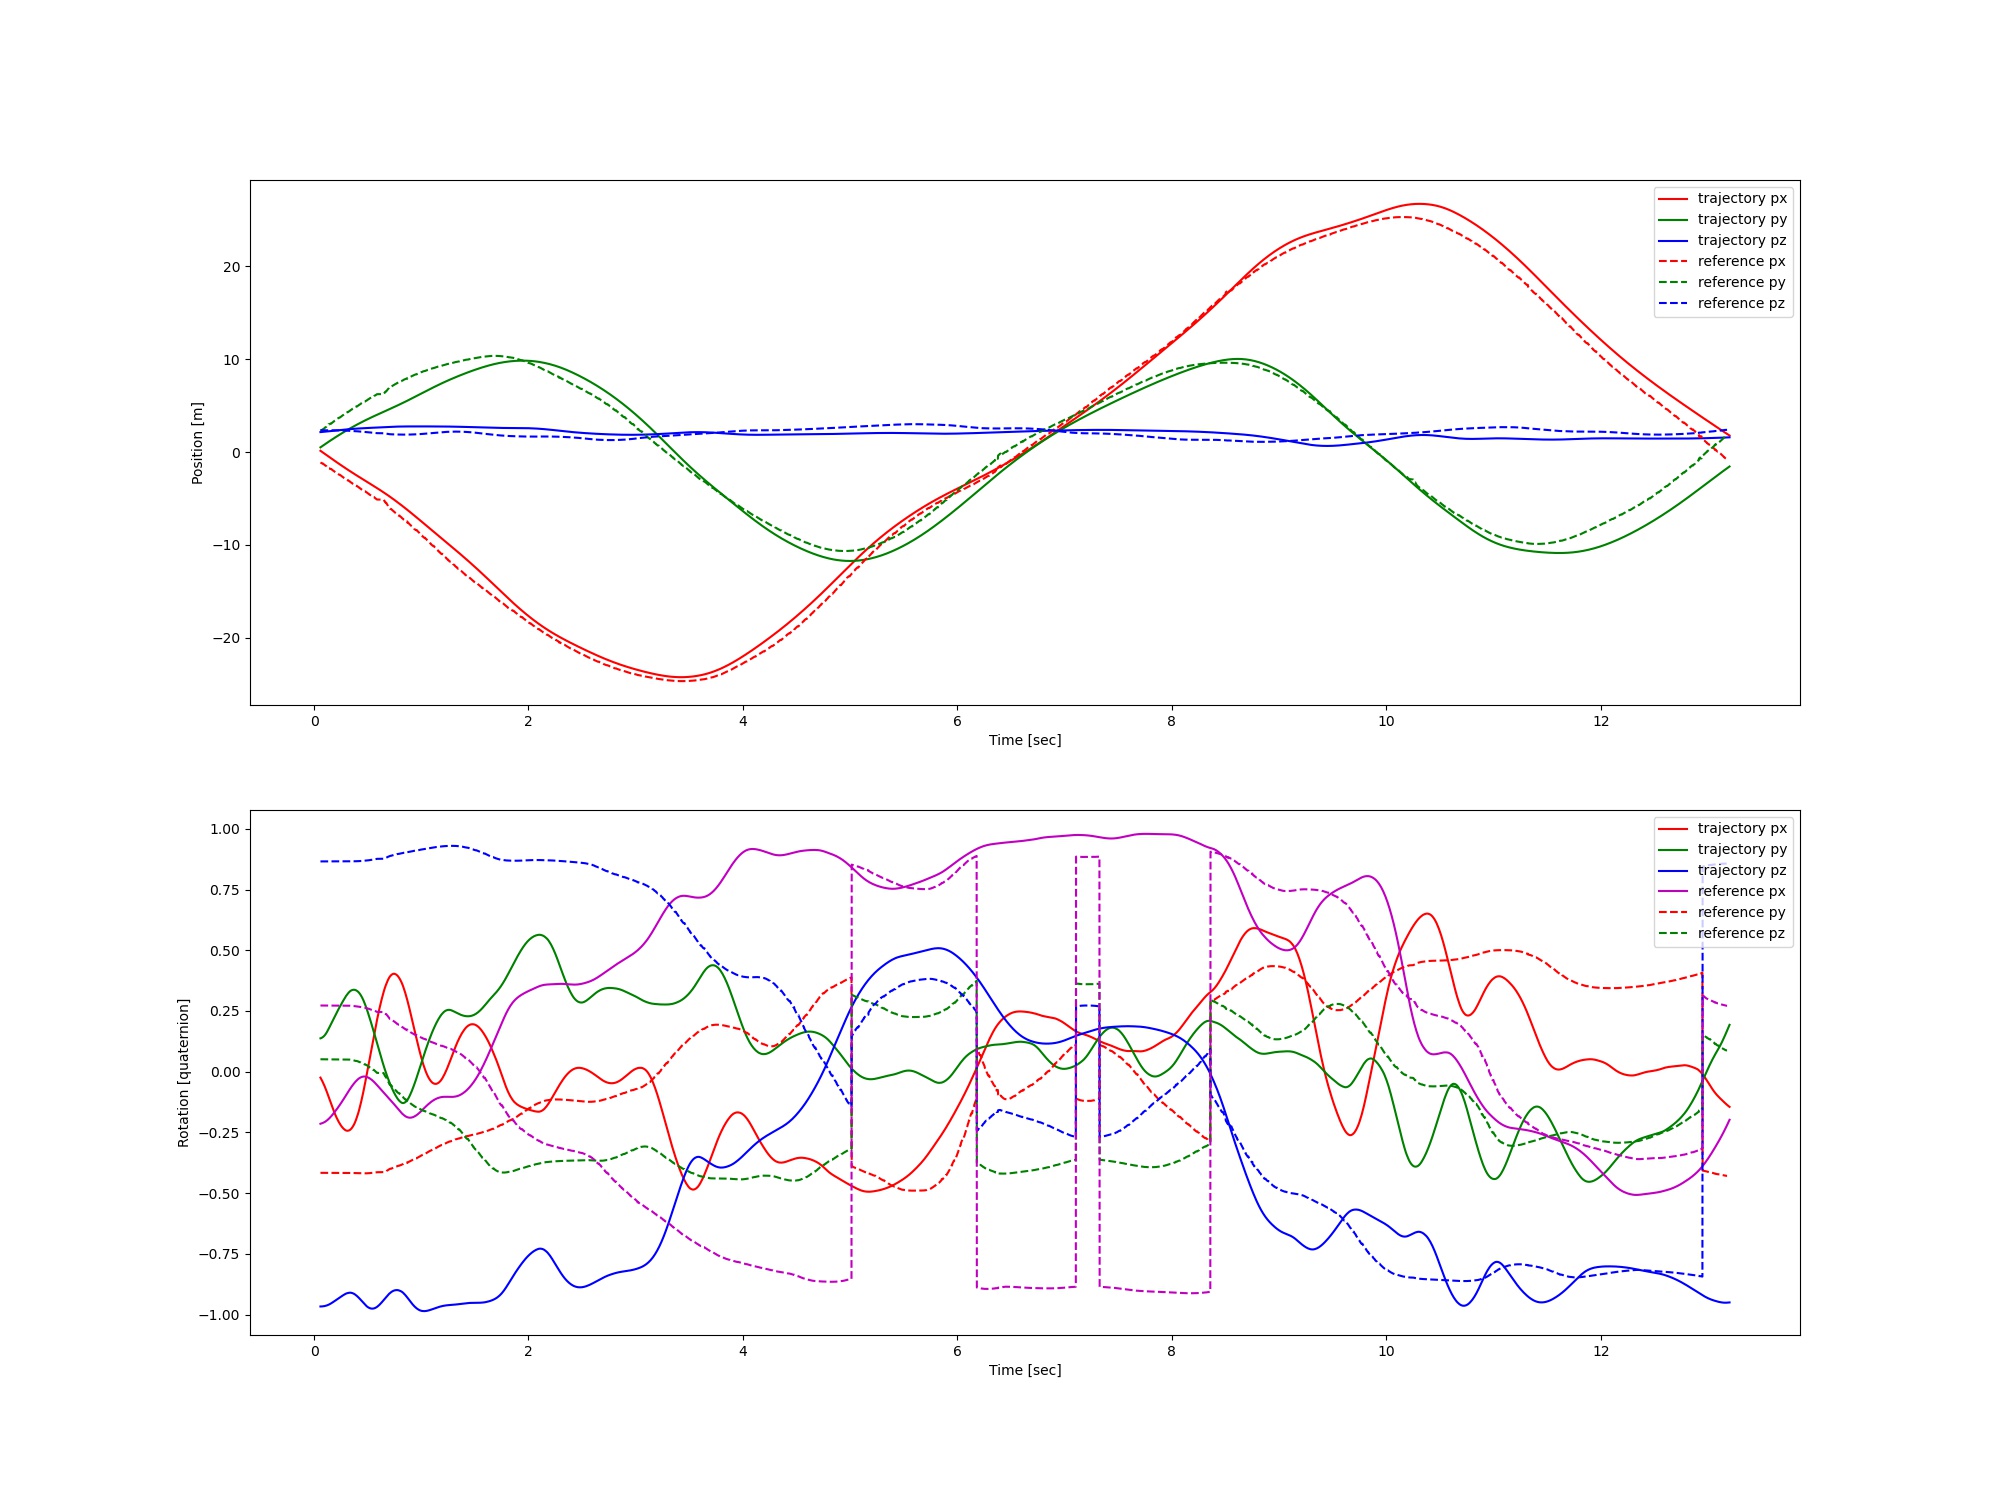 trajectory px
trajectory py
trajectory pz
reference px
reference py
reference pz
20
10
0
−10
−20
Position [m]
0 2 4 6 8 10 12
Time [sec]
trajectory px
trajectory py
trajectory pz
reference px
reference py
reference pz
1.00
0.75
0.50
0.25
0.00
−0.25
−0.50
−0.75
−1.00
Rotation [quaternion]
0 2 4 6 8 10 12
Time [sec]